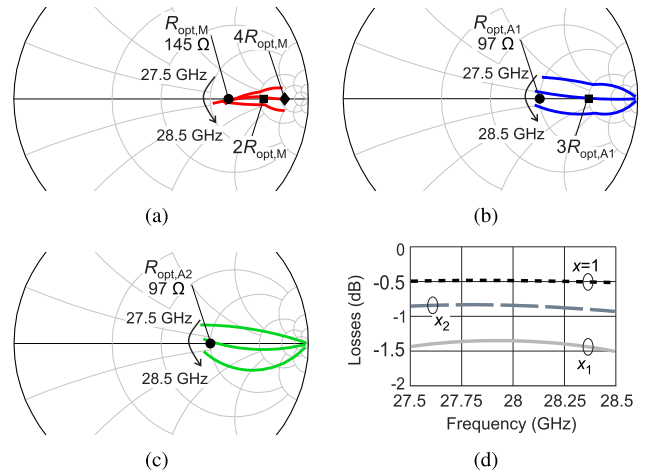 R_opt,M
145 Ω
4R_opt,M
27.5 GHz
28.5 GHz
2R_opt,M
(a)
R_opt,A1
97 Ω
27.5 GHz
28.5 GHz
3R_opt,A1
(b)
R_opt,A2
97 Ω
27.5 GHz
28.5 GHz
(c)
Losses (dB)
0
-0.5
-1
-1.5
-2
x=1
x_2
x_1
27.5 27.75 28 28.25 28.5
Frequency (GHz)
(d)